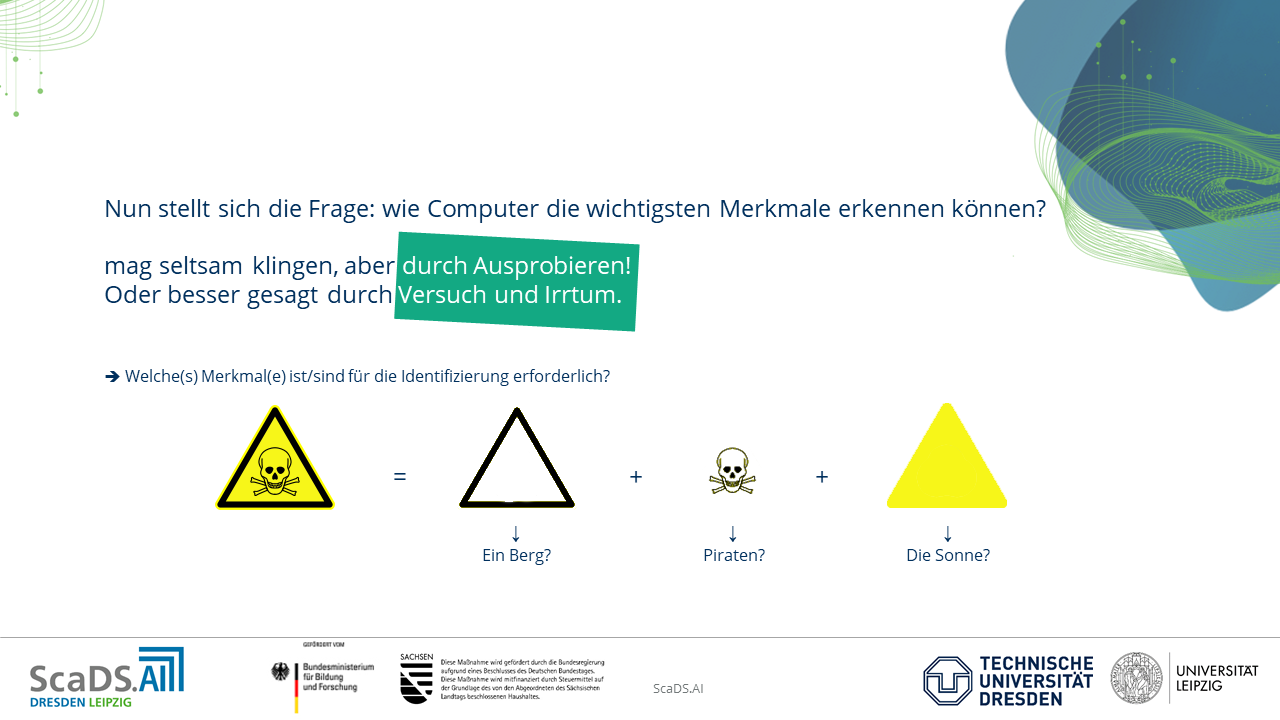 Nun stellt sich die Frage: wie Computer die wichtigsten Merkmale erkennen können?
mag seltsam klingen, aber durch Ausprobieren!
Oder besser gesagt durch Versuch und Irrtum.
➔ Welche(s) Merkmal(e) ist/sind für die Identifizierung erforderlich?
= + +
↓ ↓ ↓
Ein Berg? Piraten? Die Sonne?
ScaDS.AI
DRESDEN LEIPZIG
GEFÖRDERT VOM
Bundesministerium
für Bildung
und Forschung
SACHSEN
Diese Maßnahme wird gefördert durch die Bundesregierung
aufgrund eines Beschlusses des Deutschen Bundestages.
Diese Maßnahme wird mitfinanziert durch Steuermittel auf
der Grundlage des von den Abgeordneten des Sächsischen
Landtags beschlossenen Haushaltes.
ScaDS.AI
TECHNISCHE
UNIVERSITÄT
DRESDEN
UNIVERSITÄT
LEIPZIG